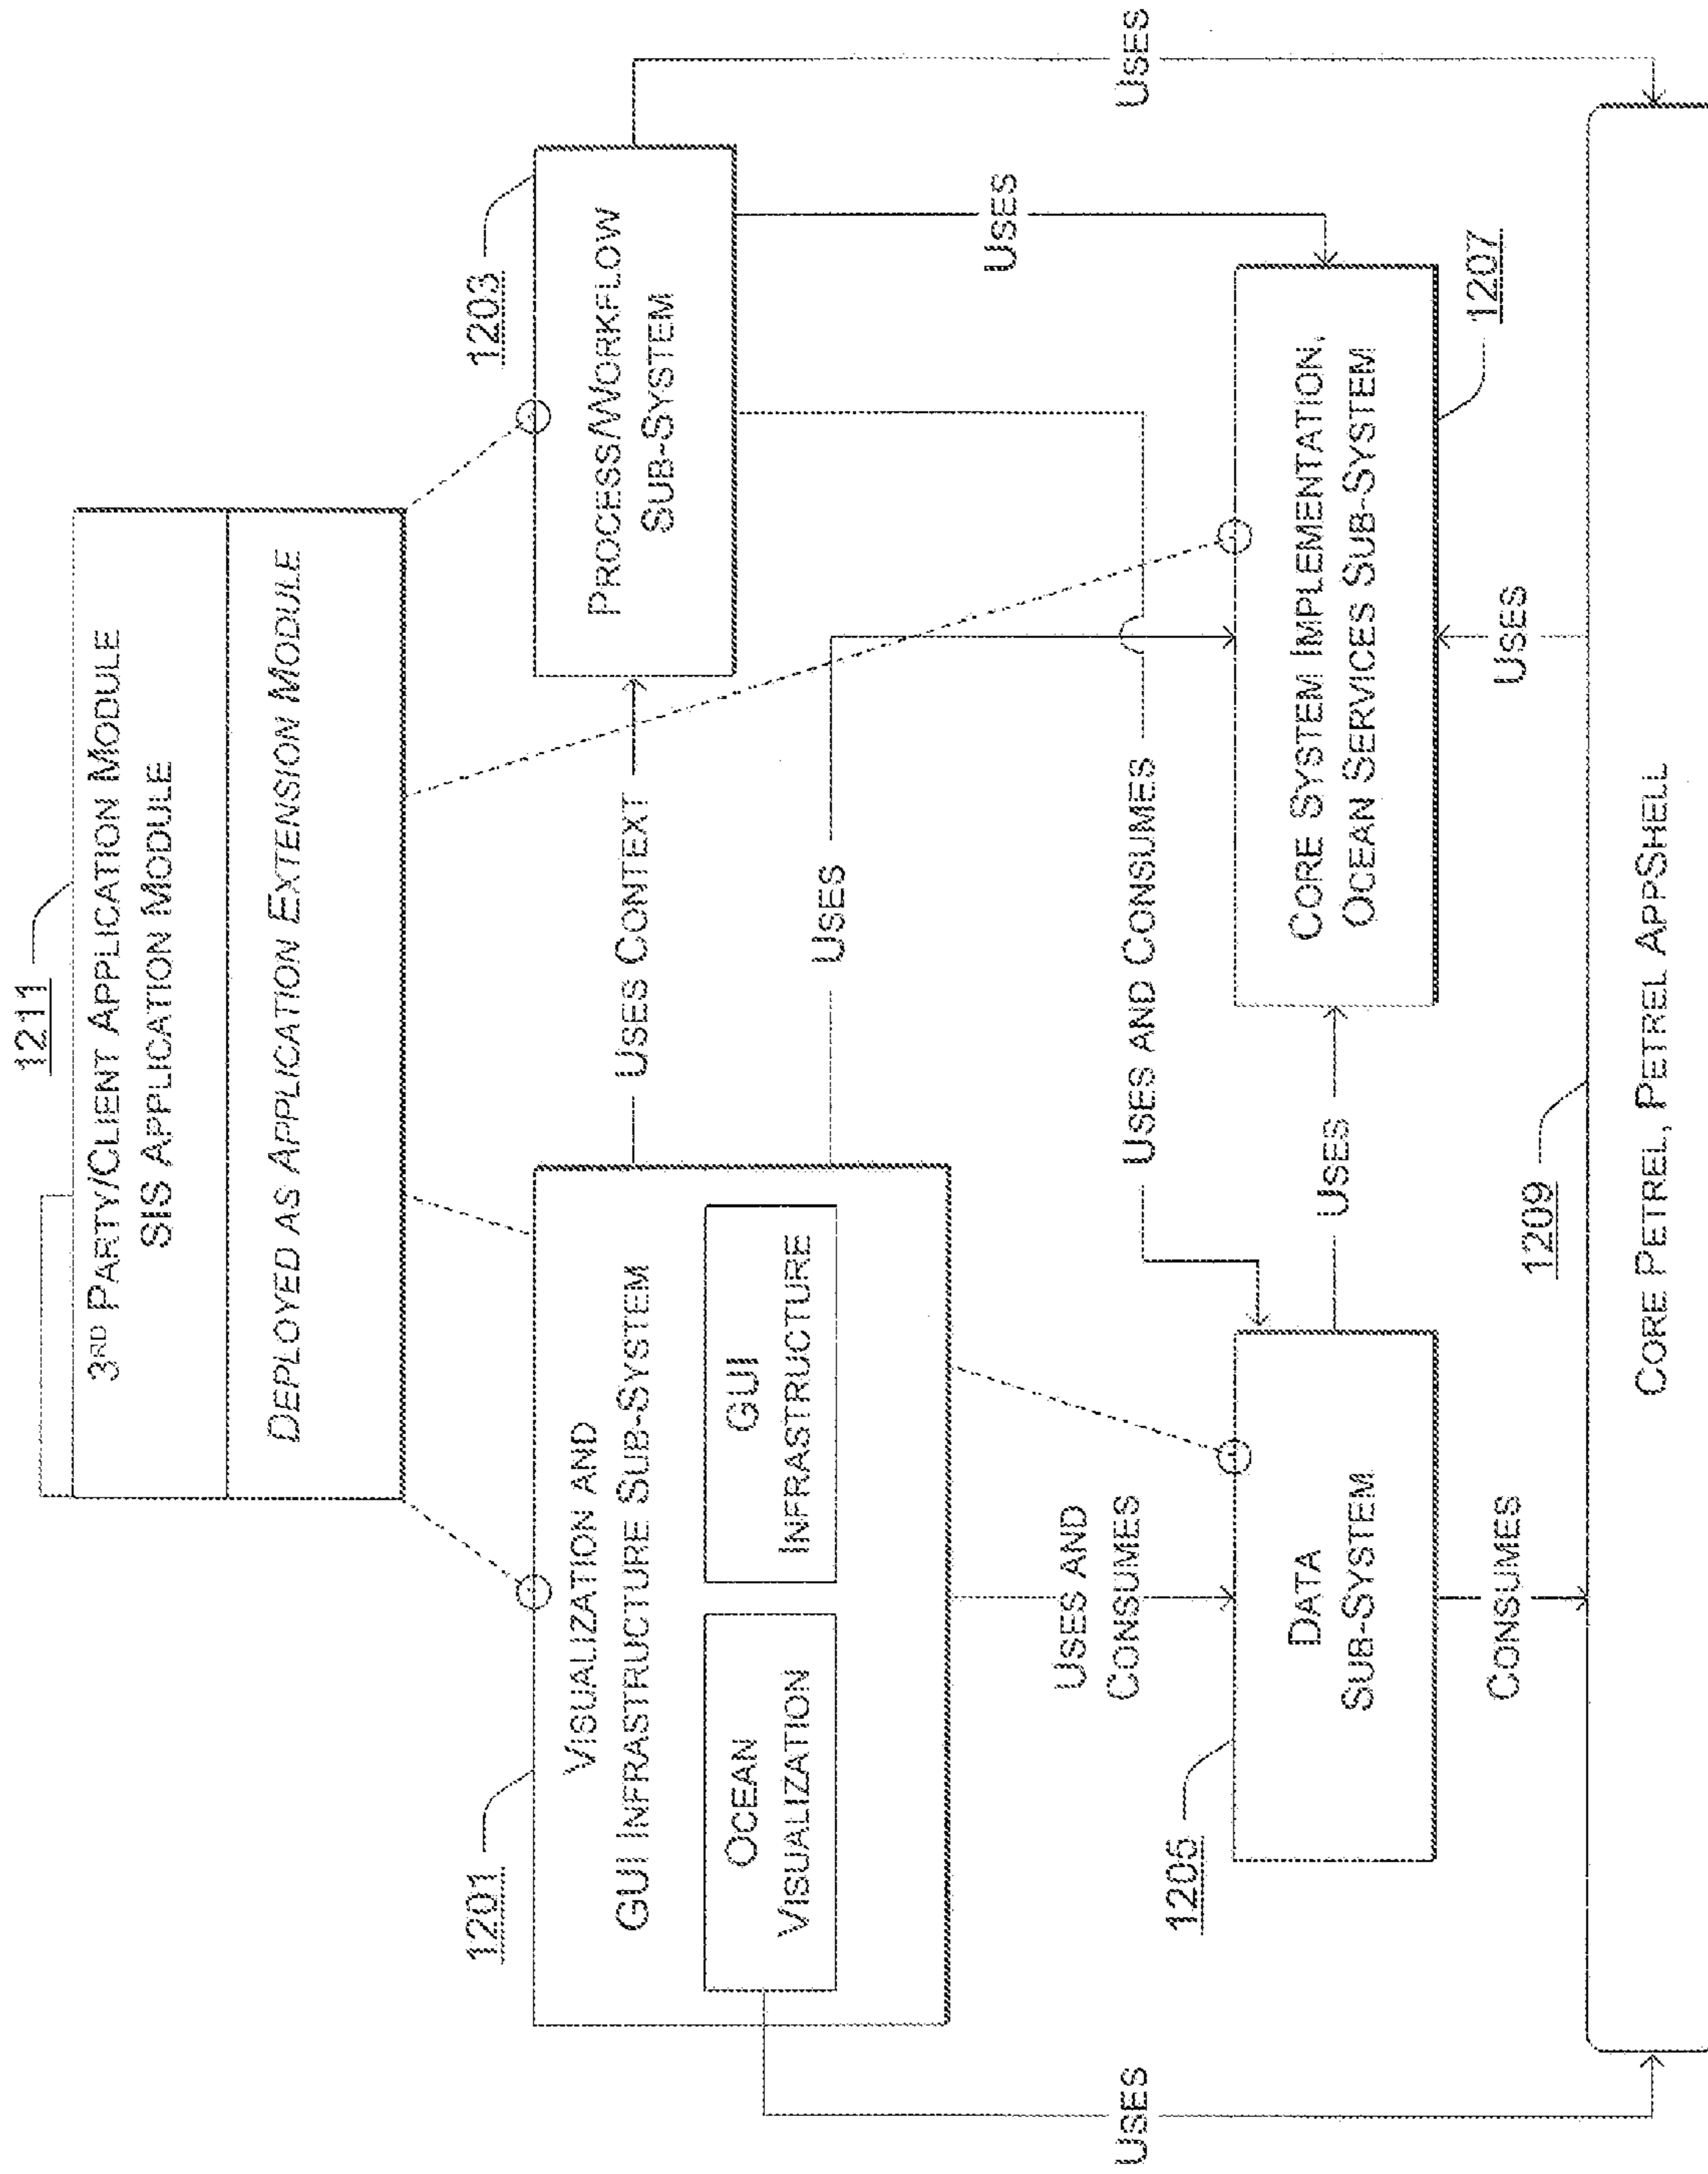 1211
3RD PARTY/CLIENT APPLICATION MODULE
SIS APPLICATION MODULE
DEPLOYED AS APPLICATION EXTENSION MODULE
1201
VISUALIZATION AND
GUI INFRASTRUCTURE SUB-SYSTEM
OCEAN
VISUALIZATION
GUI
INFRASTRUCTURE
USES CONTEXT
1203
PROCESS/WORKFLOW
SUB-SYSTEM
USES
USES
USES AND
CONSUMES
USES AND CONSUMES
USES
USES
1205
DATA
SUB-SYSTEM
USES
CORE SYSTEM IMPLEMENTATION,
OCEAN SERVICES SUB-SYSTEM
1207
CONSUMES
1209
USES
CORE PETREL, PETREL APPSHELL